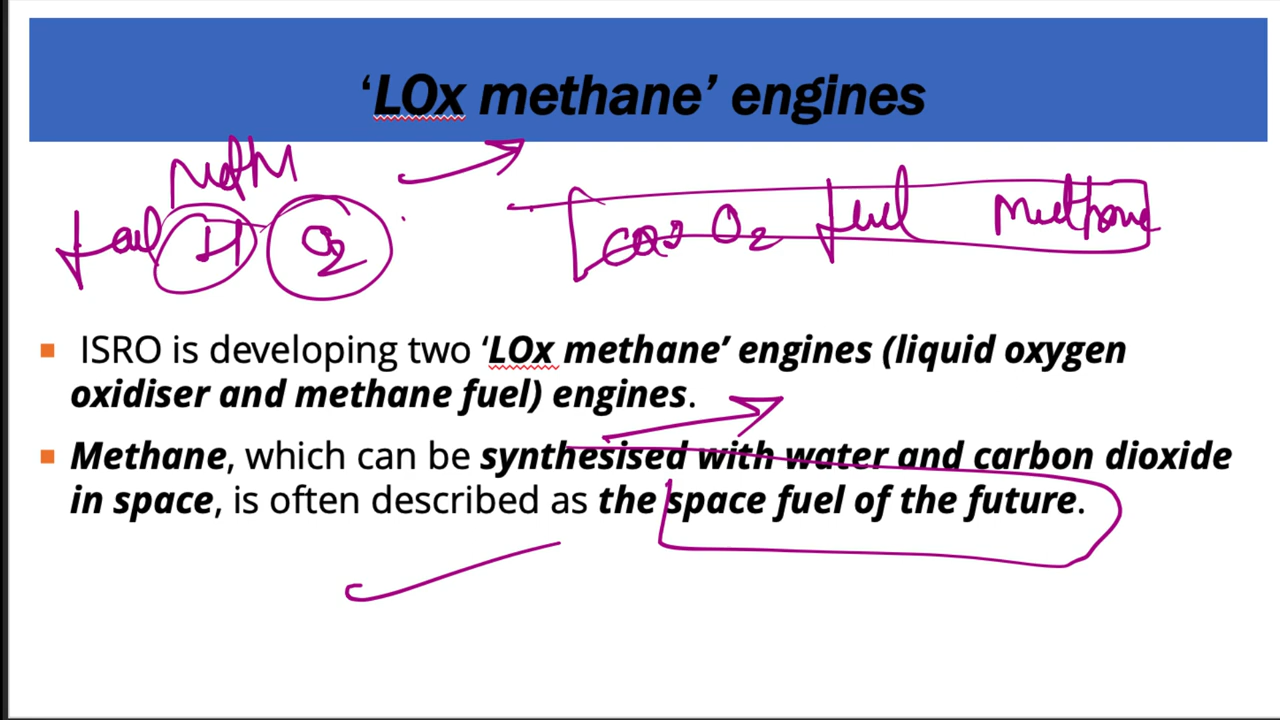 ‘LOx methane’ engines
fuel H O2
O2 fuel Methane
▪ ISRO is developing two ‘LOx methane’ engines (liquid oxygen
oxidiser and methane fuel) engines.
▪ Methane, which can be synthesised with water and carbon dioxide
in space, is often described as the space fuel of the future.